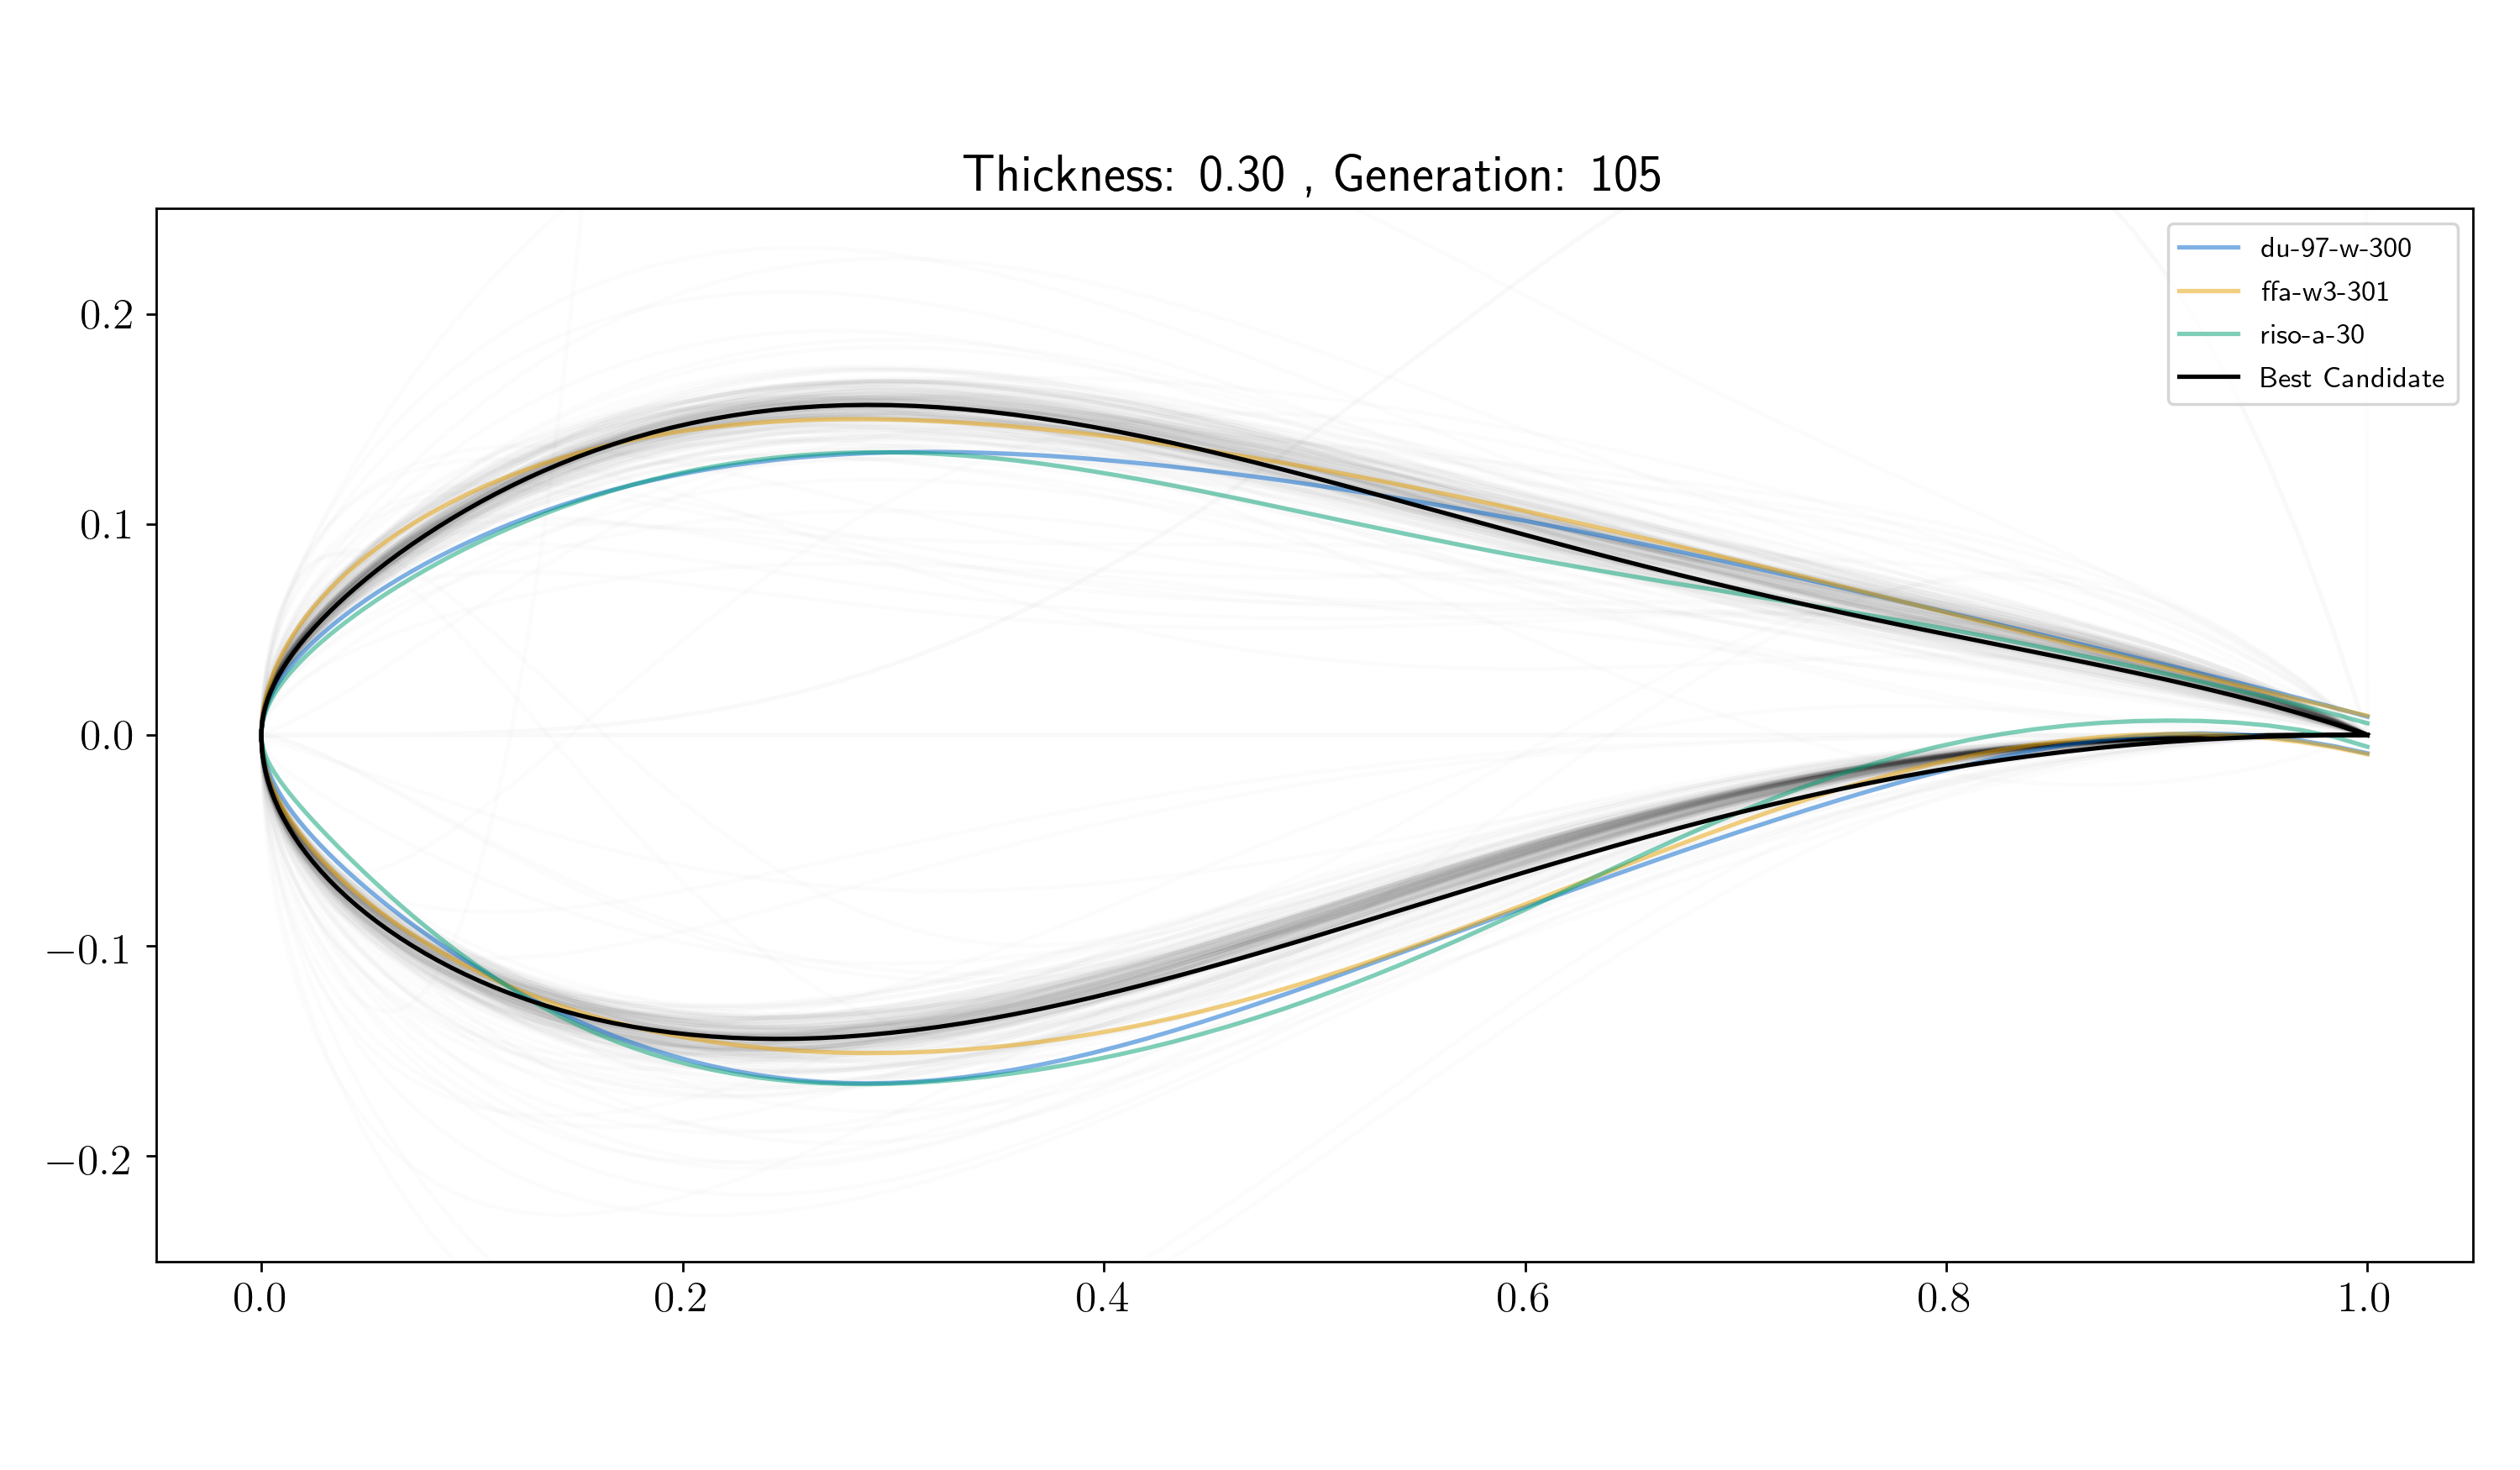 Thickness: 0.30 , Generation: 105
du-97-w-300
ffa-w3-301
riso-a-30
Best Candidate
0.2
0.1
0.0
−0.1
−0.2
0.0 0.2 0.4 0.6 0.8 1.0